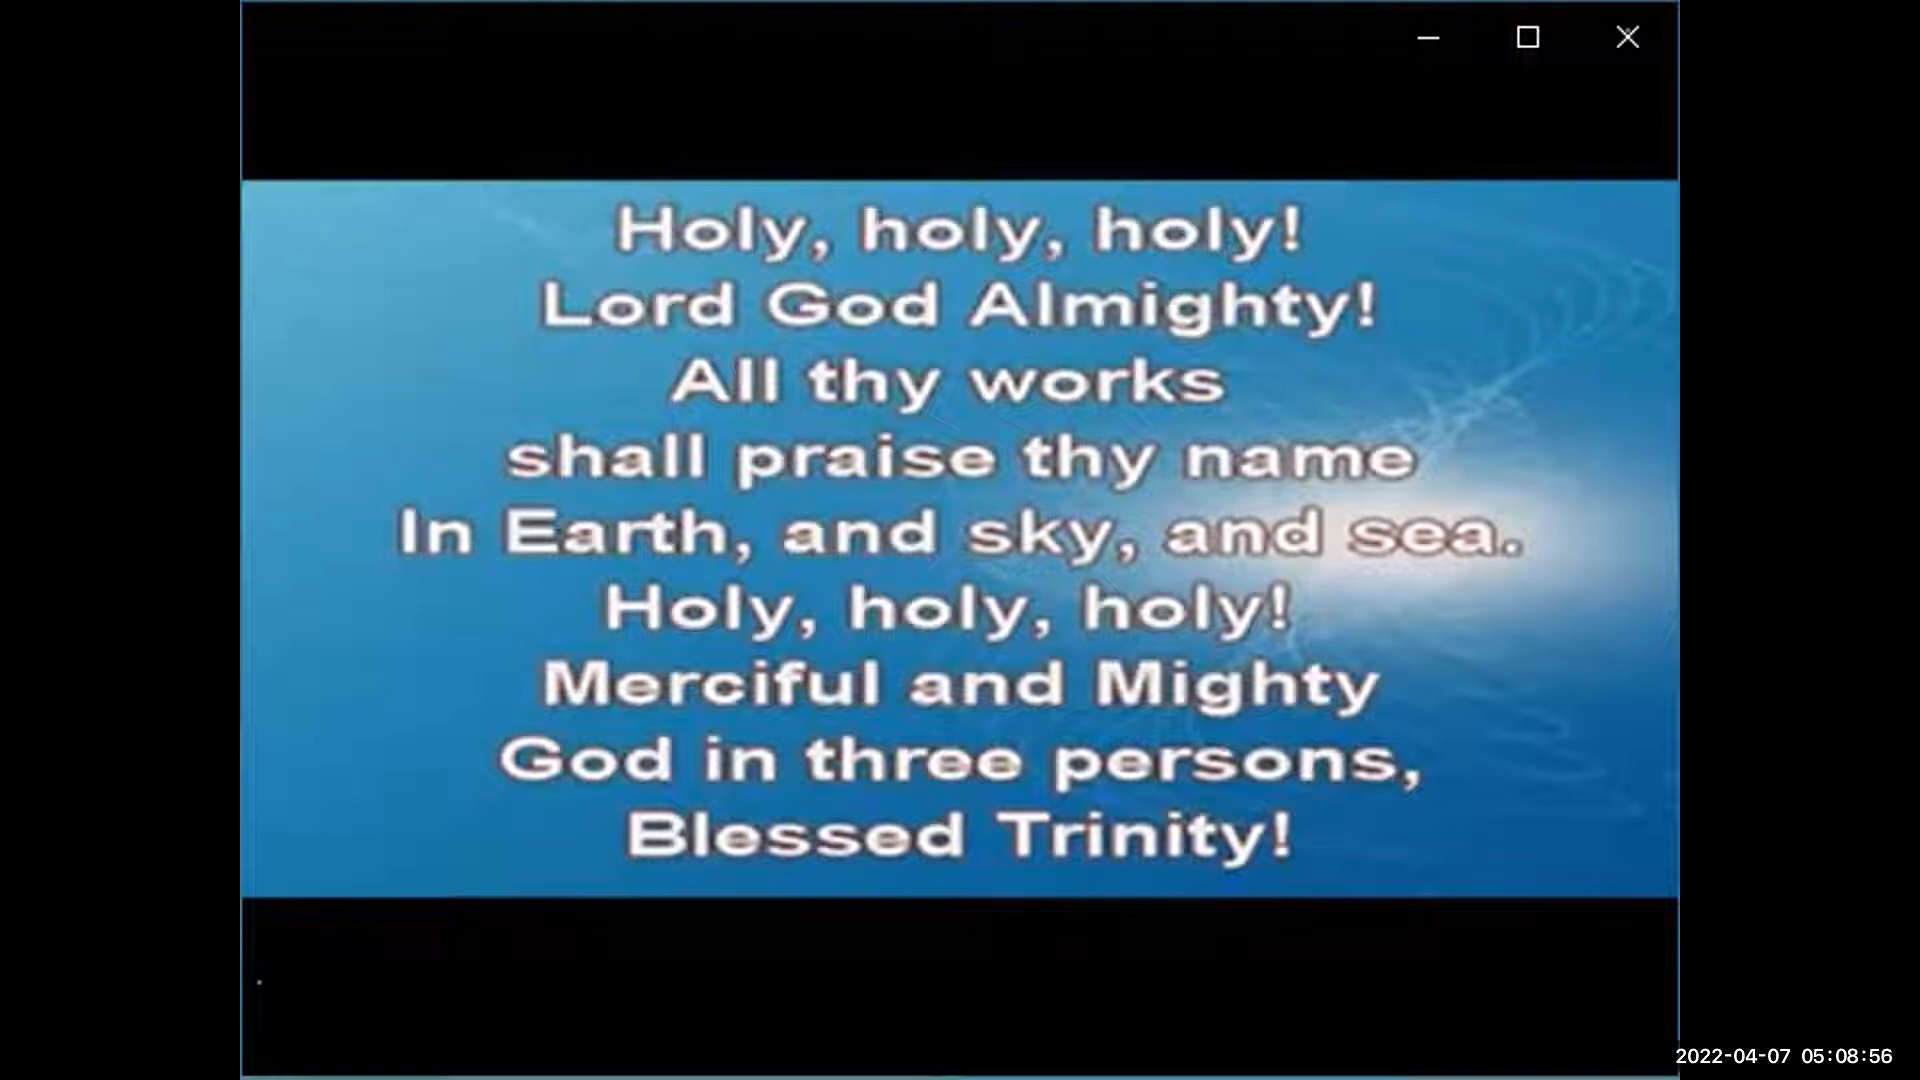 Holy, holy, holy!
Lord God Almighty!
All thy works
shall praise thy name
In Earth, and sky, and sea.
Holy, holy, holy!
Merciful and Mighty
God in three persons,
Blessed Trinity!
2022-04-07 05:08:56